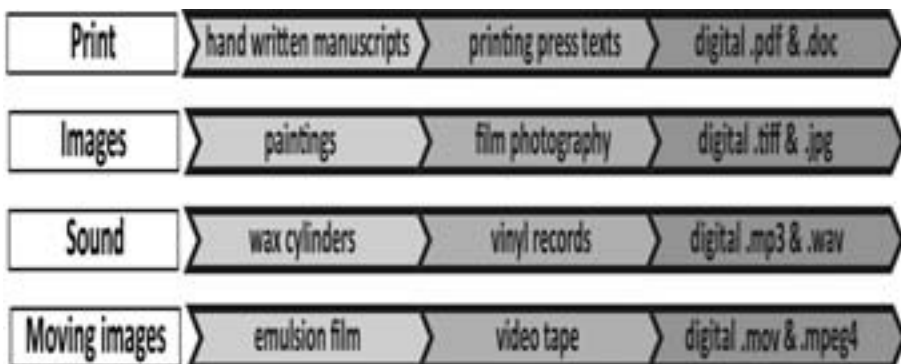 Print hand written manuscripts printing press texts digital .pdf & .doc
Images paintings film photography digital .tiff & .jpg
Sound wax cylinders vinyl records digital .mp3 & .wav
Moving images emulsion film video tape digital .mov & .mpeg4